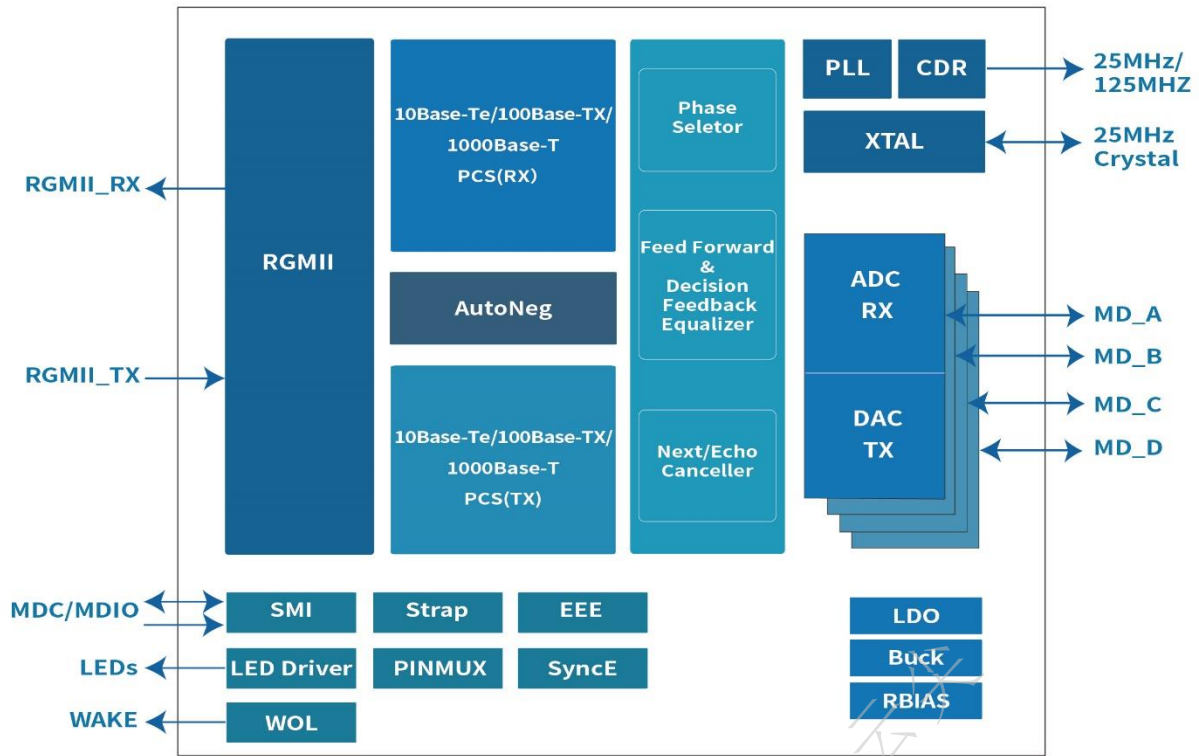 RGMII_RX
RGMII_TX
RGMII
10Base-Te/100Base-TX/
1000Base-T
PCS(RX)
AutoNeg
10Base-Te/100Base-TX/
1000Base-T
PCS(TX)
Phase
Seletor
Feed Forward
&
Decision
Feedback
Equalizer
Next/Echo
Canceller
PLL
CDR
25MHz/
125MHZ
XTAL
25MHz
Crystal
ADC
RX
DAC
TX
MD_A
MD_B
MD_C
MD_D
MDC/MDIO
SMI
Strap
EEE
LEDs
LED Driver
PINMUX
SyncE
WAKE
WOL
LDO
Buck
RBIAS